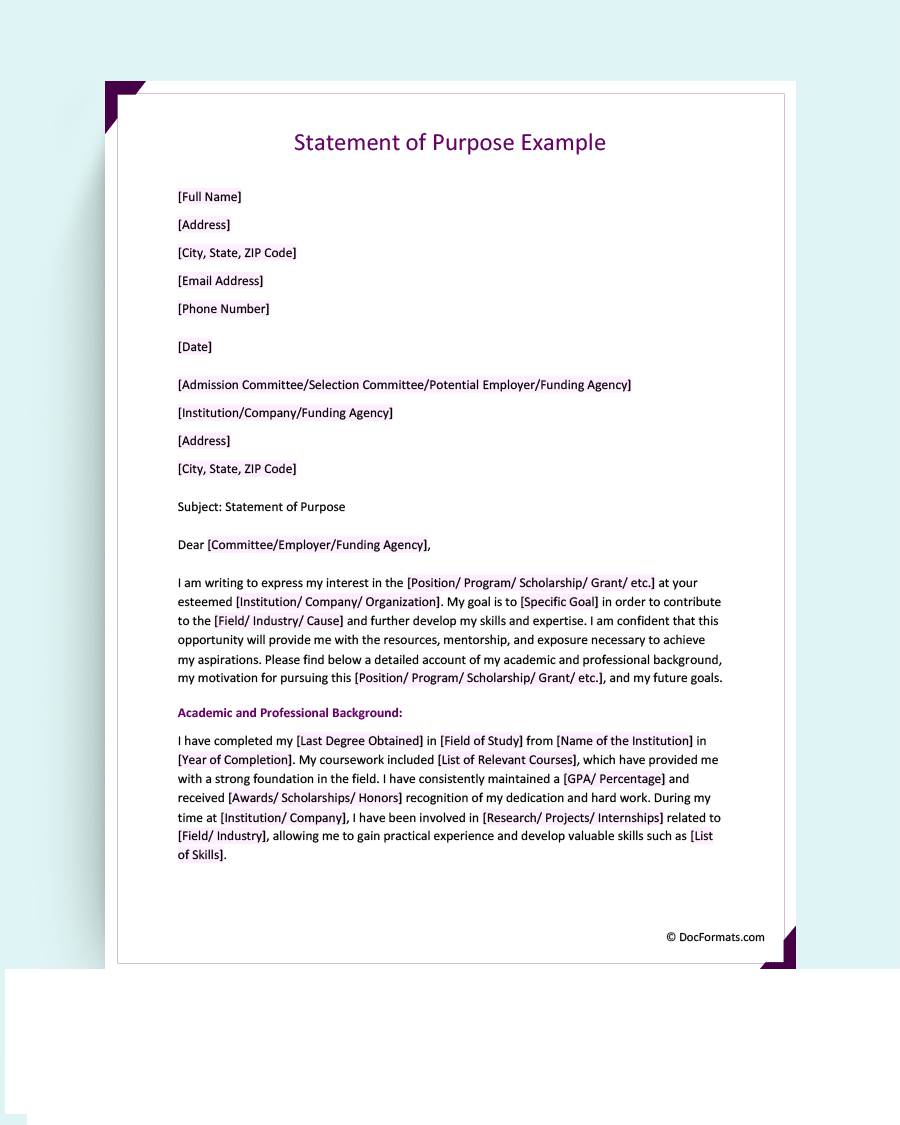 Statement of Purpose Example
[Full Name]
[Address]
[City, State, ZIP Code]
[Email Address]
[Phone Number]
[Date]
[Admission Committee/Selection Committee/Potential Employer/Funding Agency]
[Institution/Company/Funding Agency]
[Address]
[City, State, ZIP Code]
Subject: Statement of Purpose
Dear [Committee/Employer/Funding Agency],
I am writing to express my interest in the [Position/ Program/ Scholarship/ Grant/ etc.] at your
esteemed [Institution/ Company/ Organization]. My goal is to [Specific Goal] in order to contribute
to the [Field/ Industry/ Cause] and further develop my skills and expertise. I am confident that this
opportunity will provide me with the resources, mentorship, and exposure necessary to achieve
my aspirations. Please find below a detailed account of my academic and professional background,
my motivation for pursuing this [Position/ Program/ Scholarship/ Grant/ etc.], and my future goals.
Academic and Professional Background:
I have completed my [Last Degree Obtained] in [Field of Study] from [Name of the Institution] in
[Year of Completion]. My coursework included [List of Relevant Courses], which have provided me
with a strong foundation in the field. I have consistently maintained a [GPA/ Percentage] and
received [Awards/ Scholarships/ Honors] recognition of my dedication and hard work. During my
time at [Institution/ Company], I have been involved in [Research/ Projects/ Internships] related to
[Field/ Industry], allowing me to gain practical experience and develop valuable skills such as [List
of Skills].
© DocFormats.com